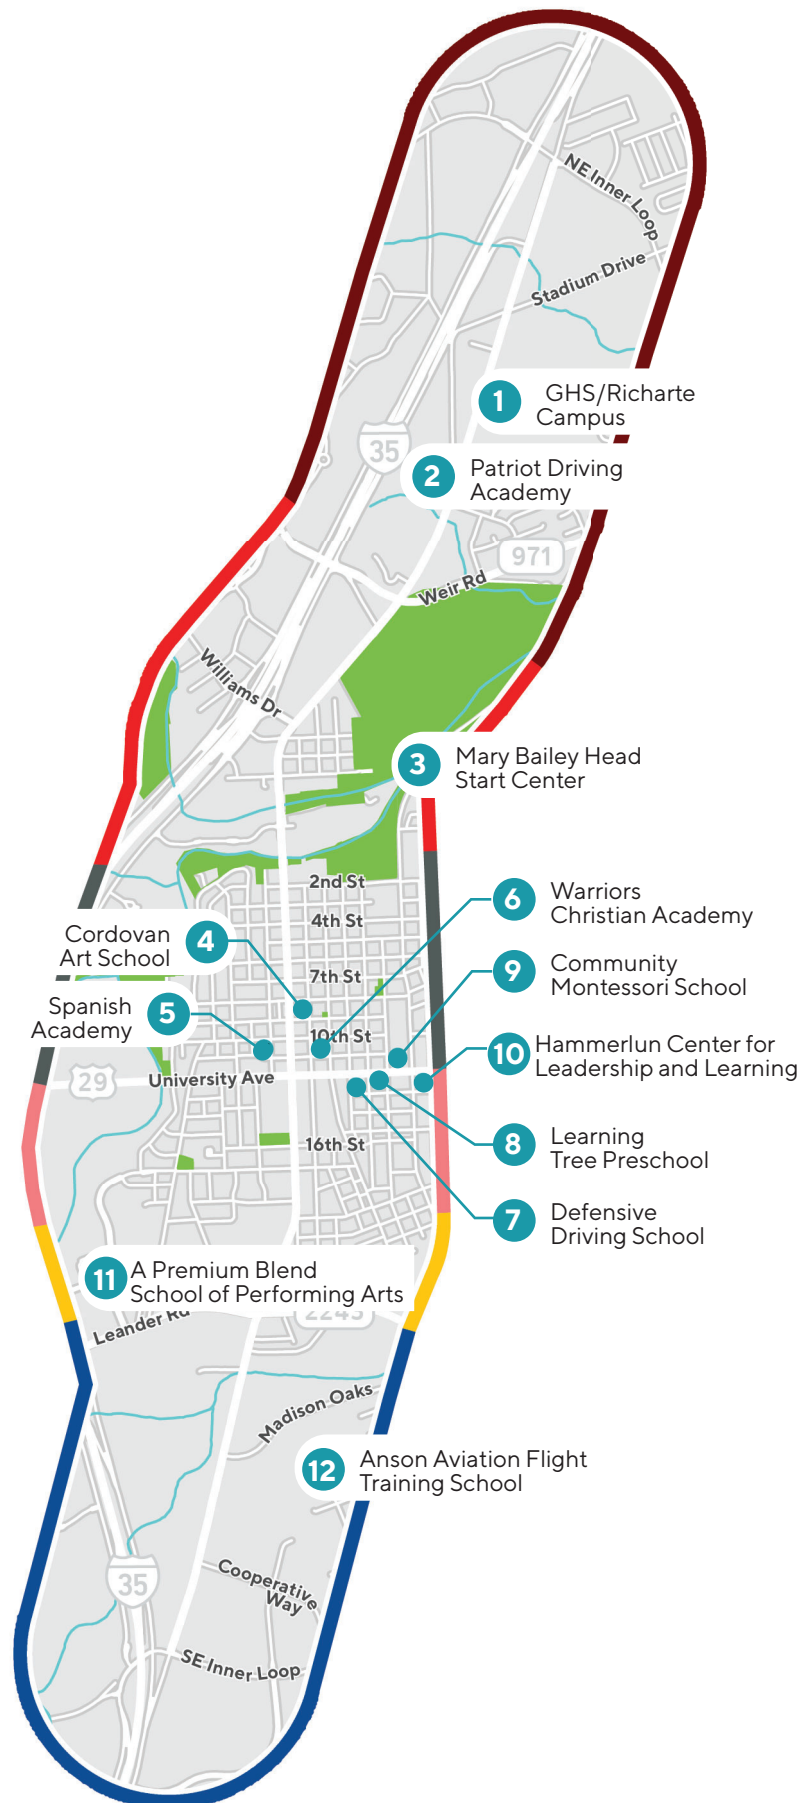 NE Inner Loop
Stadium Drive
1
GHS/Richarte
Campus
35
2
Patriot Driving
Academy
971
Weir Rd
Williams Dr
3
Mary Bailey Head
Start Center
2nd St
6
Warriors
Christian Academy
4th St
Cordovan
Art School
4
7th St
9
Community
Montessori School
Spanish
Academy
5
10th St
10
Hammerlun Center for
Leadership and Learning
29
University Ave
8
Learning
Tree Preschool
16th St
7
Defensive
Driving School
11
A Premium Blend
School of Performing Arts
Leander Rd
2243
Madison Oaks
12
Anson Aviation Flight
Training School
35
Cooperative
Way
SE Inner Loop